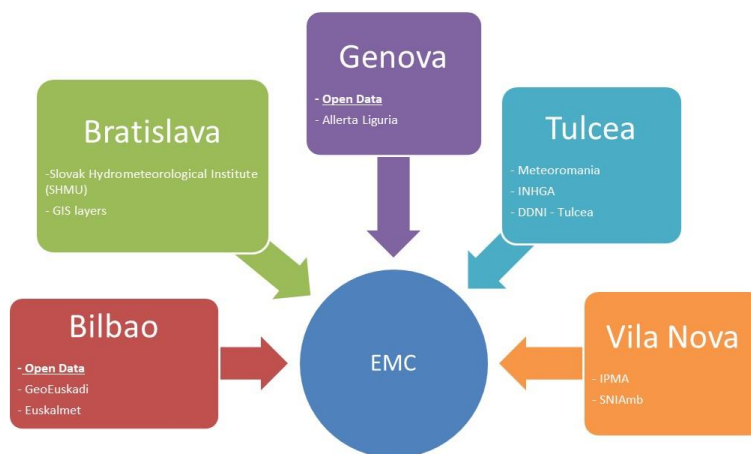 Genova
- Open Data
- Allerta Liguria
Bratislava
-Slovak Hydrometeorological Institute
(SHMU)
- GIS layers
Tulcea
- Meteoromania
- INHGA
- DDNI - Tulcea
Bilbao
- Open Data
- GeoEuskadi
- Euskalmet
EMC
Vila Nova
- IPMA
- SNIAmb